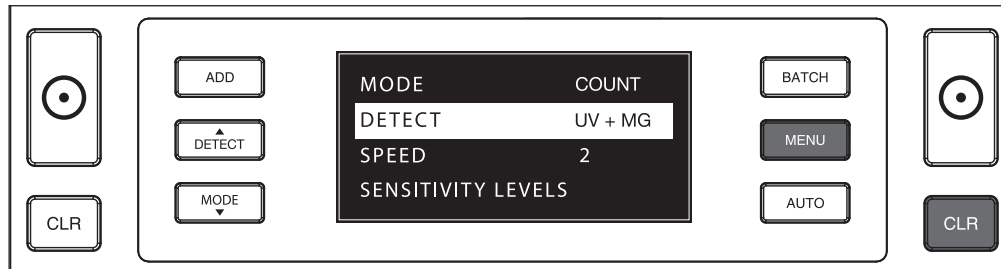 ADD
▲
DETECT
MODE
▼
CLR
MODE COUNT
DETECT UV + MG
SPEED 2
SENSITIVITY LEVELS
BATCH
MENU
AUTO
CLR